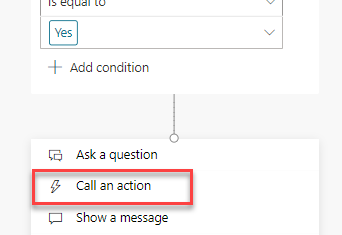 is equal to
Yes
Add condition
Ask a question
Call an action
Show a message